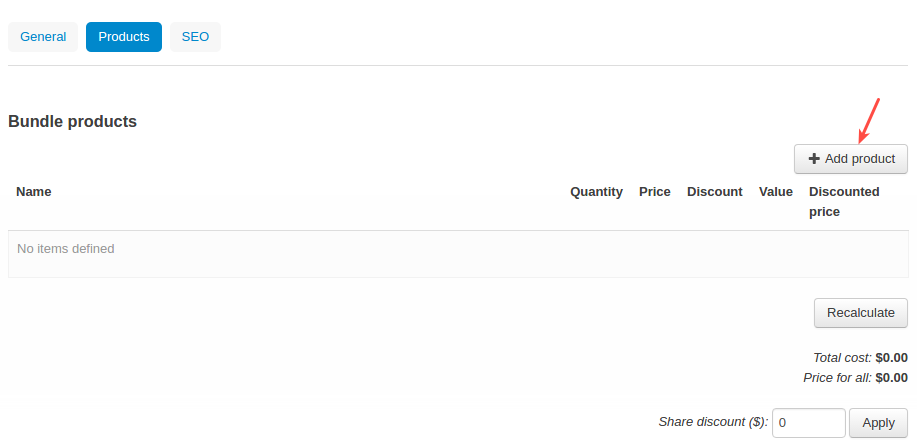 General Products SEO
Bundle products
Add product
Name Quantity Price Discount Value Discounted
price
No items defined
Recalculate
Total cost: $0.00
Price for all: $0.00
Share discount ($): 0 Apply